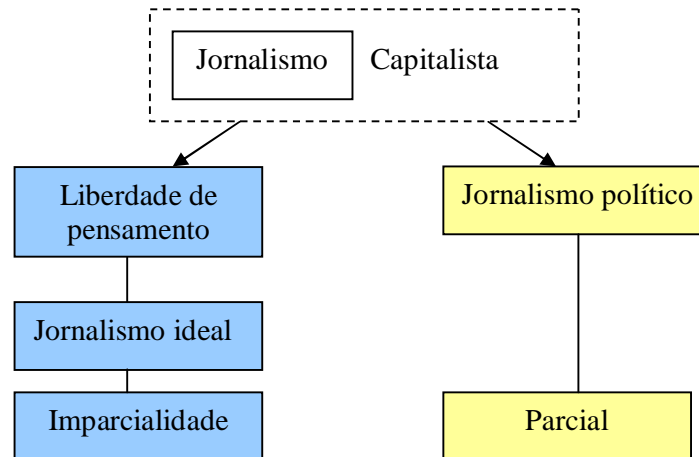 Jornalismo Capitalista
Liberdade de
pensamento
Jornalismo político
Jornalismo ideal
Imparcialidade
Parcial